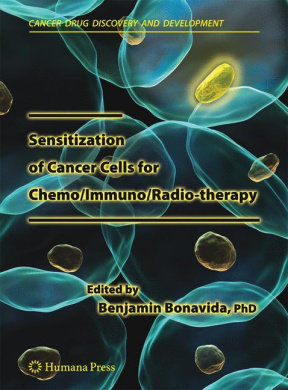 CANCER DRUG DISCOVERY AND DEVELOPMENT
Sensitization
of Cancer Cells for
Chemo/Immuno/Radio-therapy
Edited by
Benjamin Bonavida, PhD
Humana Press